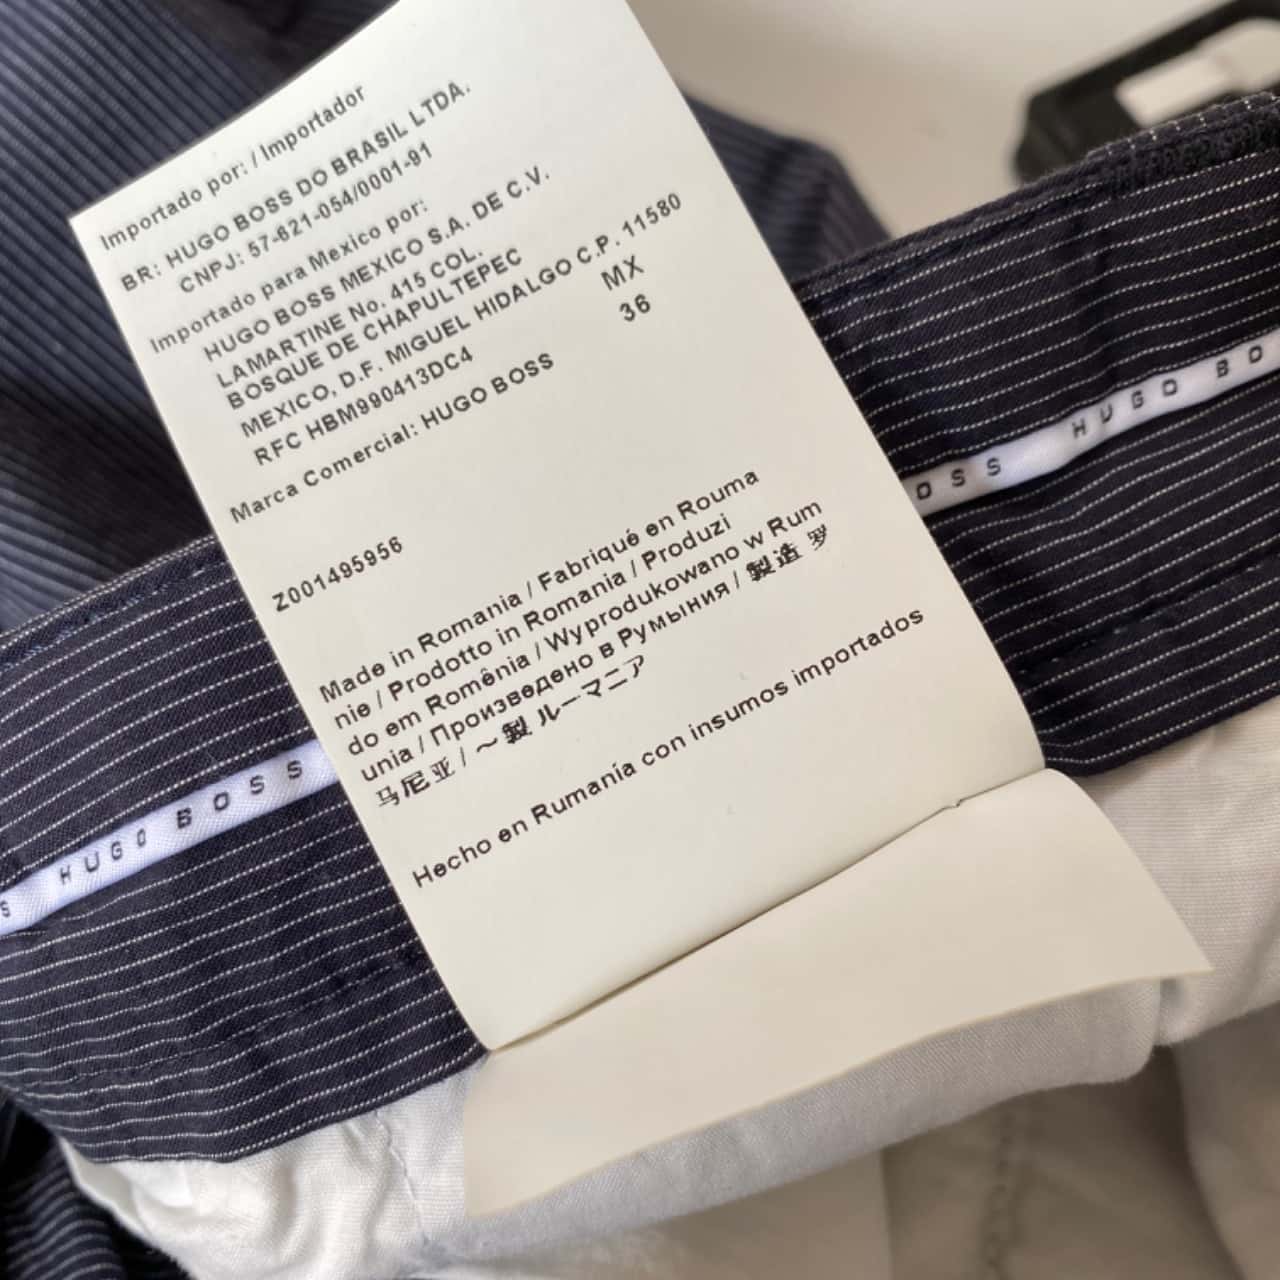 Importado por: / Importador
BR: HUGO BOSS DO BRASIL LTDA.
CNPJ: 57-621-054/0001-91
Importado para Mexico por:
HUGO BOSS MEXICO S.A. DE C.V.
LAMARTINE No. 415 COL.
BOSQUE DE CHAPULTEPEC
MEXICO, D.F. MIGUEL HIDALGO C.P. 11580
RFC HBM990413DC4
MX
36
Marca Comercial: HUGO BOSS
Z001495956
Made in Romania / Fabriqué en Rouma
nie / Prodotto in Romania / Produzi
do em Romênia / Wyprodukowano w Rum
unia / Произведено в Румыния / 製造 罗
马尼亚 / ～製 ルーマニア
Hecho en Rumanía con insumos importados
OSS HUGO BO
S HUGO BOSS